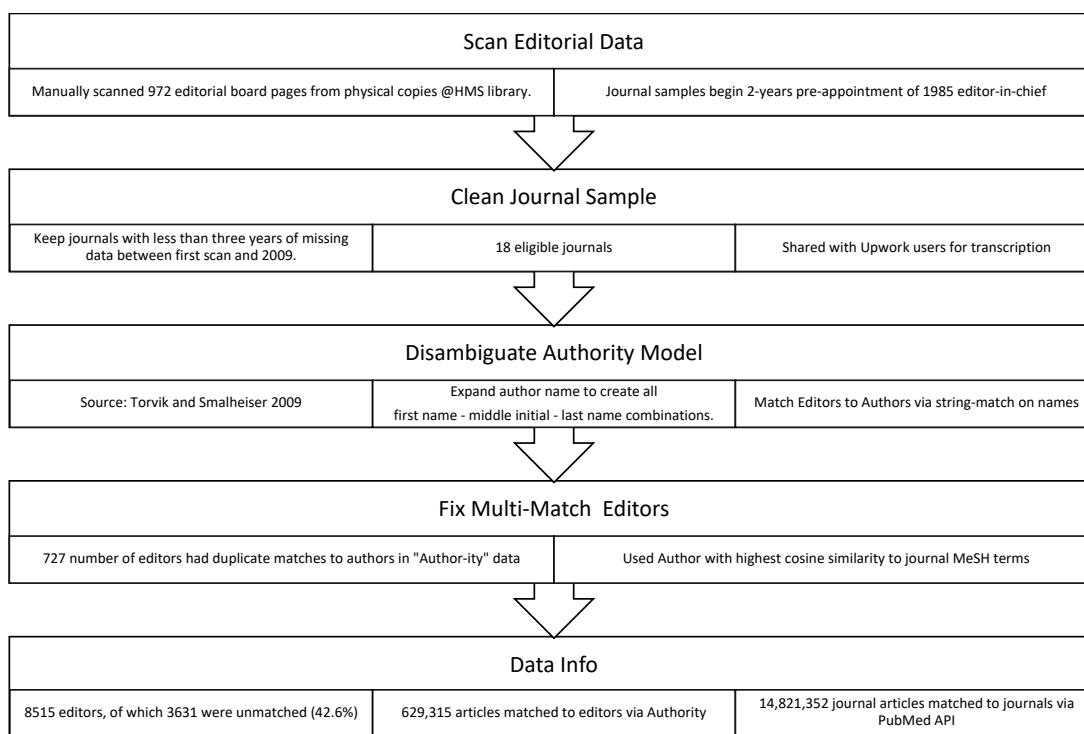 Scan Editorial Data
Manually scanned 972 editorial board pages from physical copies @HMS library.
Journal samples begin 2-years pre-appointment of 1985 editor-in-chief
Clean Journal Sample
Keep journals with less than three years of missing
data between first scan and 2009.
18 eligible journals
Shared with Upwork users for transcription
Disambiguate Authority Model
Source: Torvik and Smalheiser 2009
Expand author name to create all
first name - middle initial - last name combinations.
Match Editors to Authors via string-match on names
Fix Multi-Match Editors
727 number of editors had duplicate matches to authors in "Author-ity" data
Used Author with highest cosine similarity to journal MeSH terms
Data Info
8515 editors, of which 3631 were unmatched (42.6%)
629,315 articles matched to editors via Authority
14,821,352 journal articles matched to journals via
PubMed API